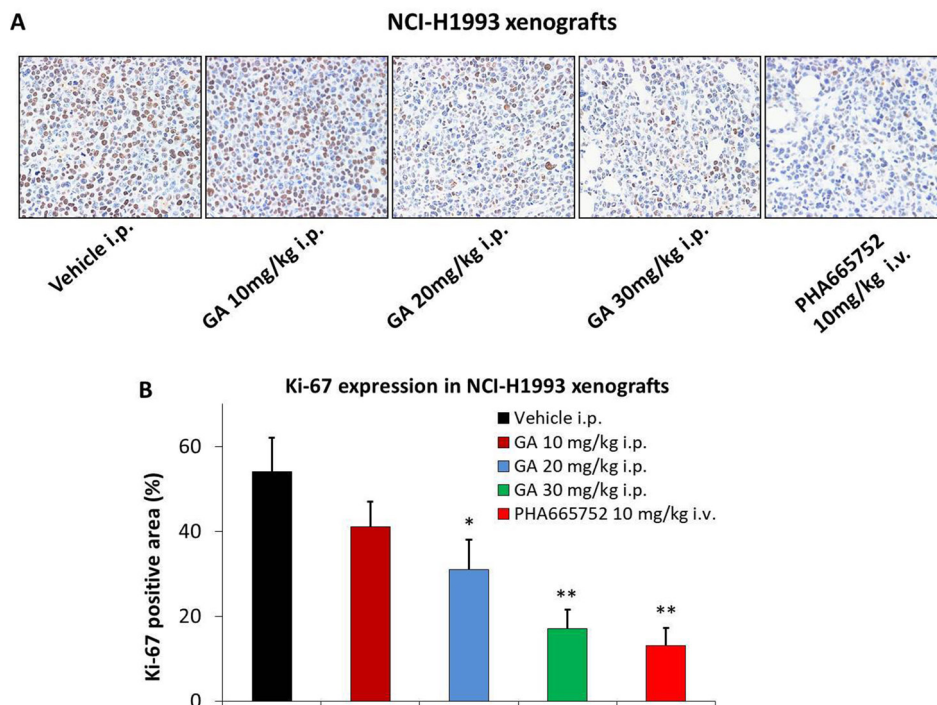 A
NCI-H1993 xenografts
Vehicle i.p.
GA 10mg/kg i.p.
GA 20mg/kg i.p.
GA 30mg/kg i.p.
PHA665752
10mg/kg i.v.
B
Ki-67 expression in NCI-H1993 xenografts
Ki-67 positive area (%)
60
40
20
0
Vehicle i.p.
GA 10 mg/kg i.p.
GA 20 mg/kg i.p.
GA 30 mg/kg i.p.
PHA665752 10 mg/kg i.v.
*
**
**